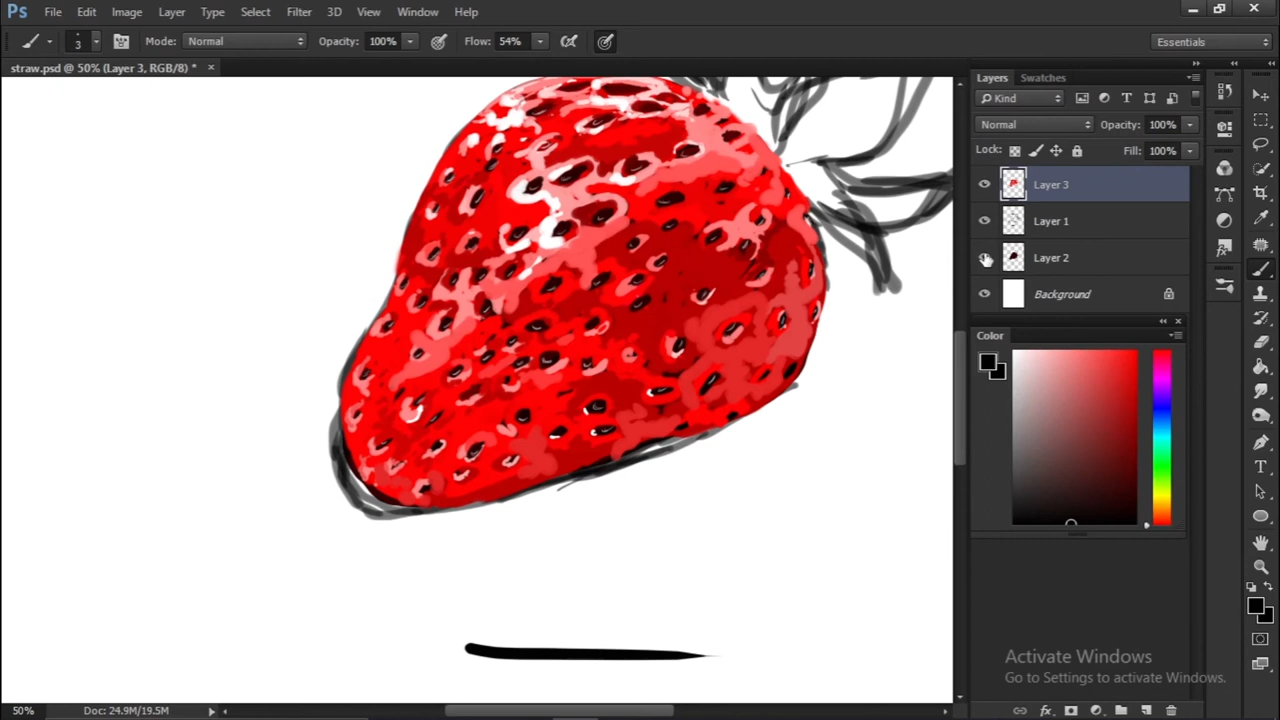 Ps File Edit Image Layer Type Select Filter 3D View Window Help
3 Mode: Normal Opacity: 100% Flow: 54% Essentials
straw.psd @ 50% (Layer 3, RGB/8) * ×
Layers Swatches
Kind
Normal Opacity: 100%
Lock: Fill: 100%
Layer 3
Layer 1
Layer 2
Background
Color
Activate Windows
Go to Settings to activate Windows.
50% Doc: 24.9M/19.5M